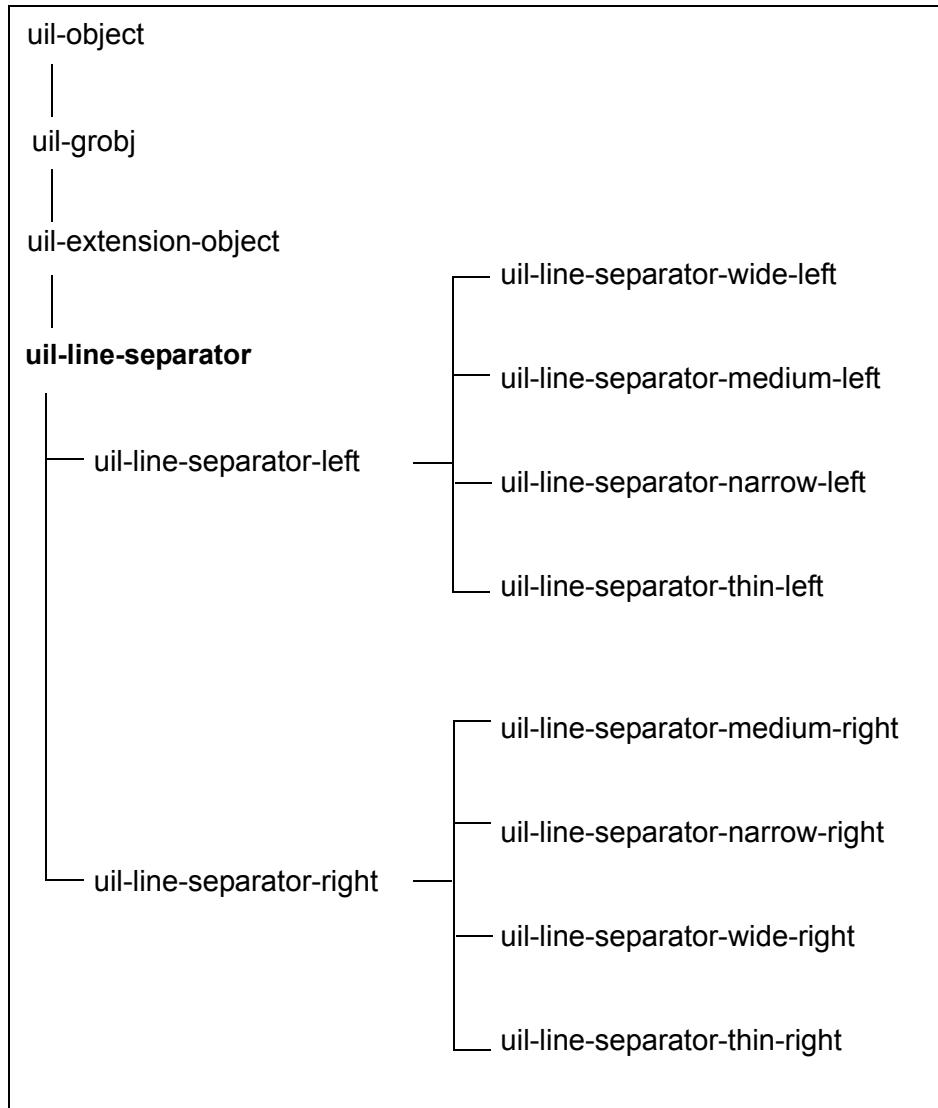 uil-object
uil-grobj
uil-extension-object
uil-line-separator
uil-line-separator-left
uil-line-separator-wide-left
uil-line-separator-medium-left
uil-line-separator-narrow-left
uil-line-separator-thin-left
uil-line-separator-right
uil-line-separator-medium-right
uil-line-separator-narrow-right
uil-line-separator-wide-right
uil-line-separator-thin-right